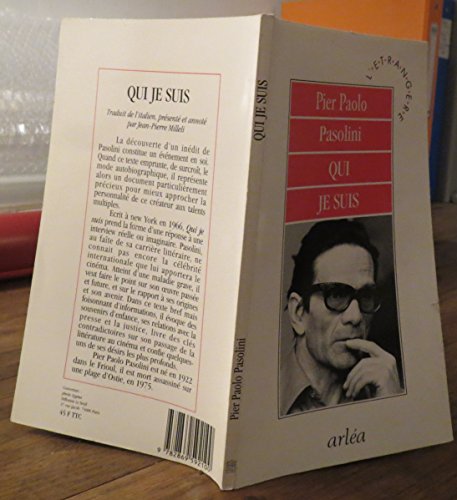 QUI JE SUIS
Traduit de l'italien, présenté et annoté
par Jean-Pierre Milelli
La découverte d'un inédit de
Pasolini constitue un événement en soi.
Quand ce texte emprunte, de surcroît, le
mode autobiographique, il représente
alors un document particulièrement
précieux pour mieux approcher la
personnalité de ce créateur aux talents
multiples.
Ecrit à new York en 1966, Qui je
suis prend la forme d'une réponse à une
interview réelle ou imaginaire. Pasolini,
au faîte de sa carrière littéraire, ne
connaît pas encore la célébrité
internationale que lui apportera le
cinéma. Atteint d'une maladie grave, il
veut faire le point sur son œuvre passée
et future, et sur le rapport à ses origines
et son avenir. Dans ce texte bref mais
foisonnant d'informations, il évoque des
souvenirs d'enfance, ses relations avec la
presse et la justice, livre des clés
contradictoires sur son passage de la
littérature au cinéma et confie quelques-
uns de ses désirs les plus profonds.
Pier Paolo Pasolini est né en 1922
dans le Frioul, il est mort assassiné sur
une plage d'Ostie, en 1975.
45 F TTC
9 782869 592100
QUI JE SUIS
Pier Paolo Pasolini
L'ÉTRANGÈRE
Pier Paolo
Pasolini
QUI
JE SUIS
arléa